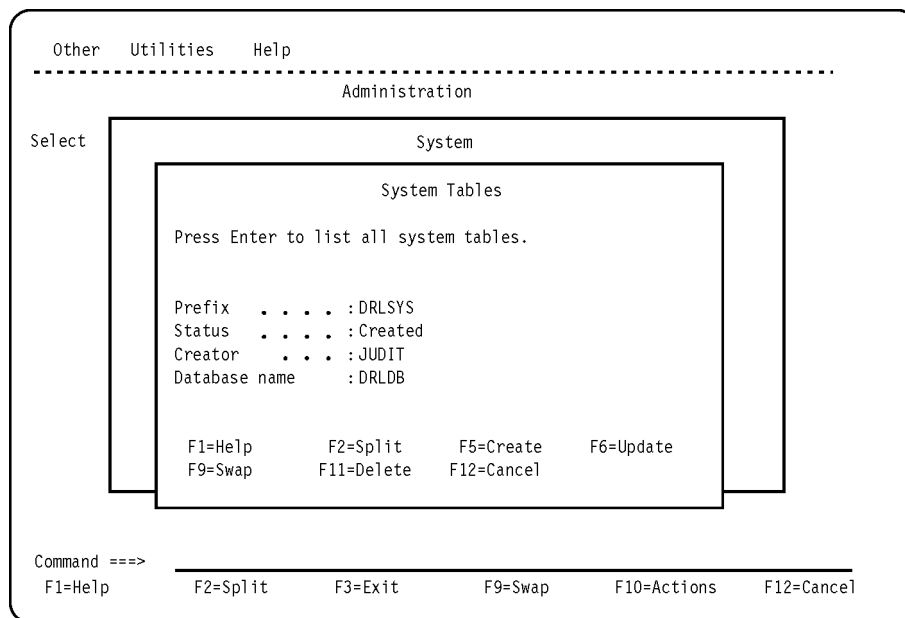 Other Utilities Help
Administration
Select System
System Tables
Press Enter to list all system tables.
Prefix . . . . :DRLSYS
Status . . . . :Created
Creator . . . :JUDIT
Database name :DRLDB
F1=Help F2=Split F5=Create F6=Update
F9=Swap F11=Delete F12=Cancel
Command ===>
F1=Help F2=Split F3=Exit F9=Swap F10=Actions F12=Cancel